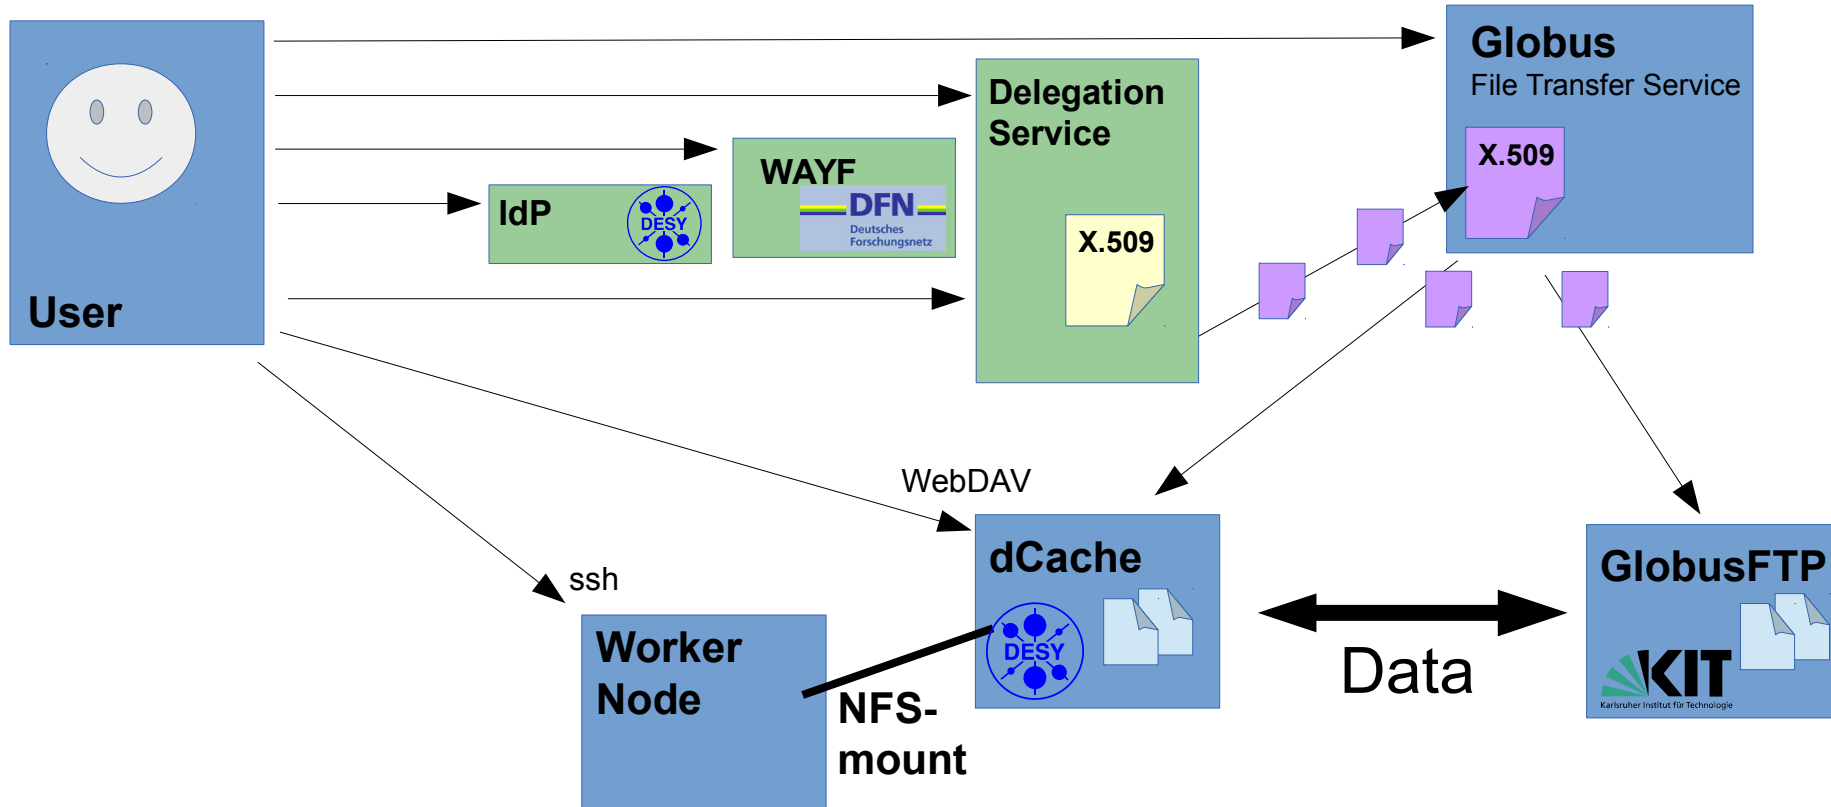 Globus
File Transfer Service
X.509
Delegation
Service
X.509
WAYF
DFN
Deutsches
Forschungsnetz
IdP
DESY
User
WebDAV
ssh
dCache
DESY
GlobusFTP
KIT
Karlsruher Institut für Technologie
Data
Worker
Node
NFS-
mount